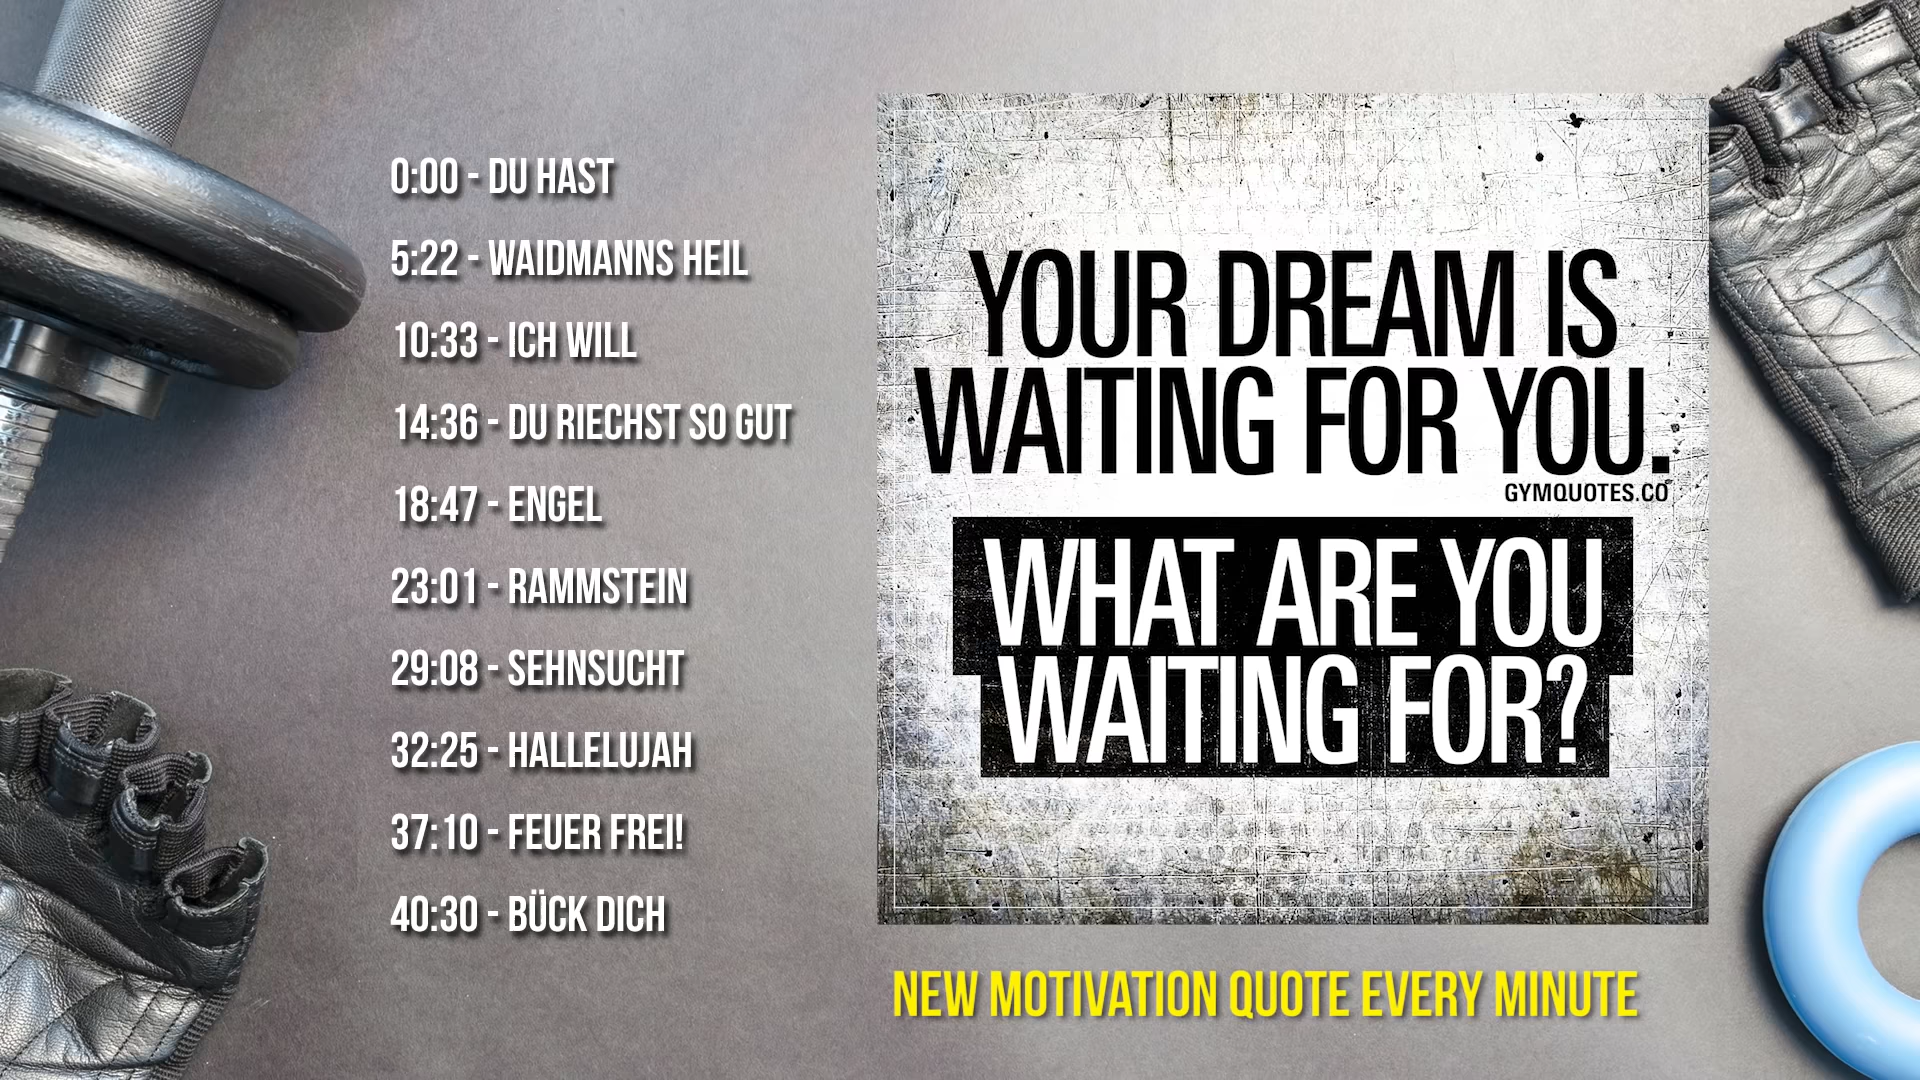 0:00 - DU HAST
5:22 - WAIDMANNS HEIL
10:33 - ICH WILL
14:36 - DU RIECHST SO GUT
18:47 - ENGEL
23:01 - RAMMSTEIN
29:08 - SEHNSUCHT
32:25 - HALLELUJAH
37:10 - FEUER FREI!
40:30 - BÜCK DICH
YOUR DREAM IS
WAITING FOR YOU.
GYMQUOTES.CO
WHAT ARE YOU
WAITING FOR?
NEW MOTIVATION QUOTE EVERY MINUTE